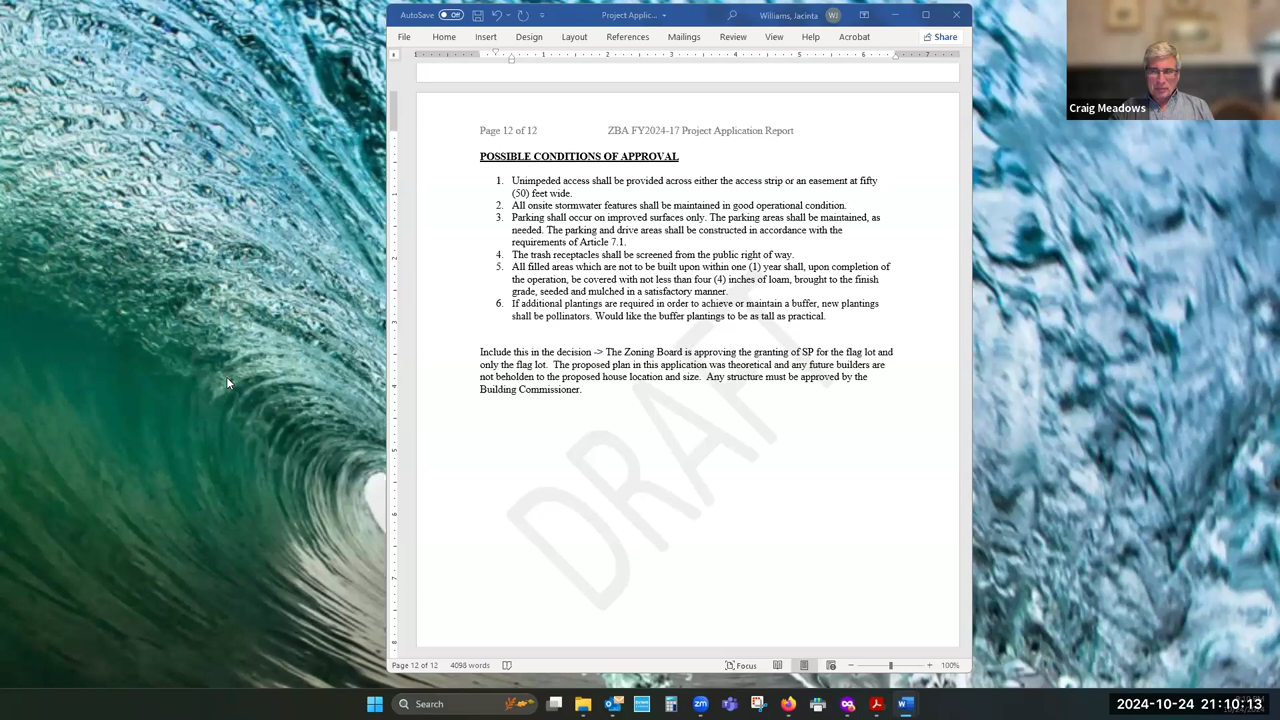 AutoSave Off Project Applic... Williams, Jacinta WJ
File Home Insert Design Layout References Mailings Review View Help Acrobat Share
1 1 2 3 4 5 6 7
Craig Meadows
Page 12 of 12 ZBA FY2024-17 Project Application Report
POSSIBLE CONDITIONS OF APPROVAL
1. Unimpeded access shall be provided across either the access strip or an easement at fifty
(50) feet wide.
2. All onsite stormwater features shall be maintained in good operational condition.
3. Parking shall occur on improved surfaces only. The parking areas shall be maintained, as
needed. The parking and drive areas shall be constructed in accordance with the
requirements of Article 7.1.
4. The trash receptacles shall be screened from the public right of way.
5. All filled areas which are not to be built upon within one (1) year shall, upon completion of
the operation, be covered with not less than four (4) inches of loam, brought to the finish
grade, seeded and mulched in a satisfactory manner.
6. If additional plantings are required in order to achieve or maintain a buffer, new plantings
shall be pollinators. Would like the buffer plantings to be as tall as practical.
Include this in the decision -> The Zoning Board is approving the granting of SP for the flag lot and
only the flag lot. The proposed plan in this application was theoretical and any future builders are
not beholden to the proposed house location and size. Any structure must be approved by the
Building Commissioner.
DRAFT
Page 12 of 12 4098 words Focus 100%
Search
2024-10-24 21:10:13